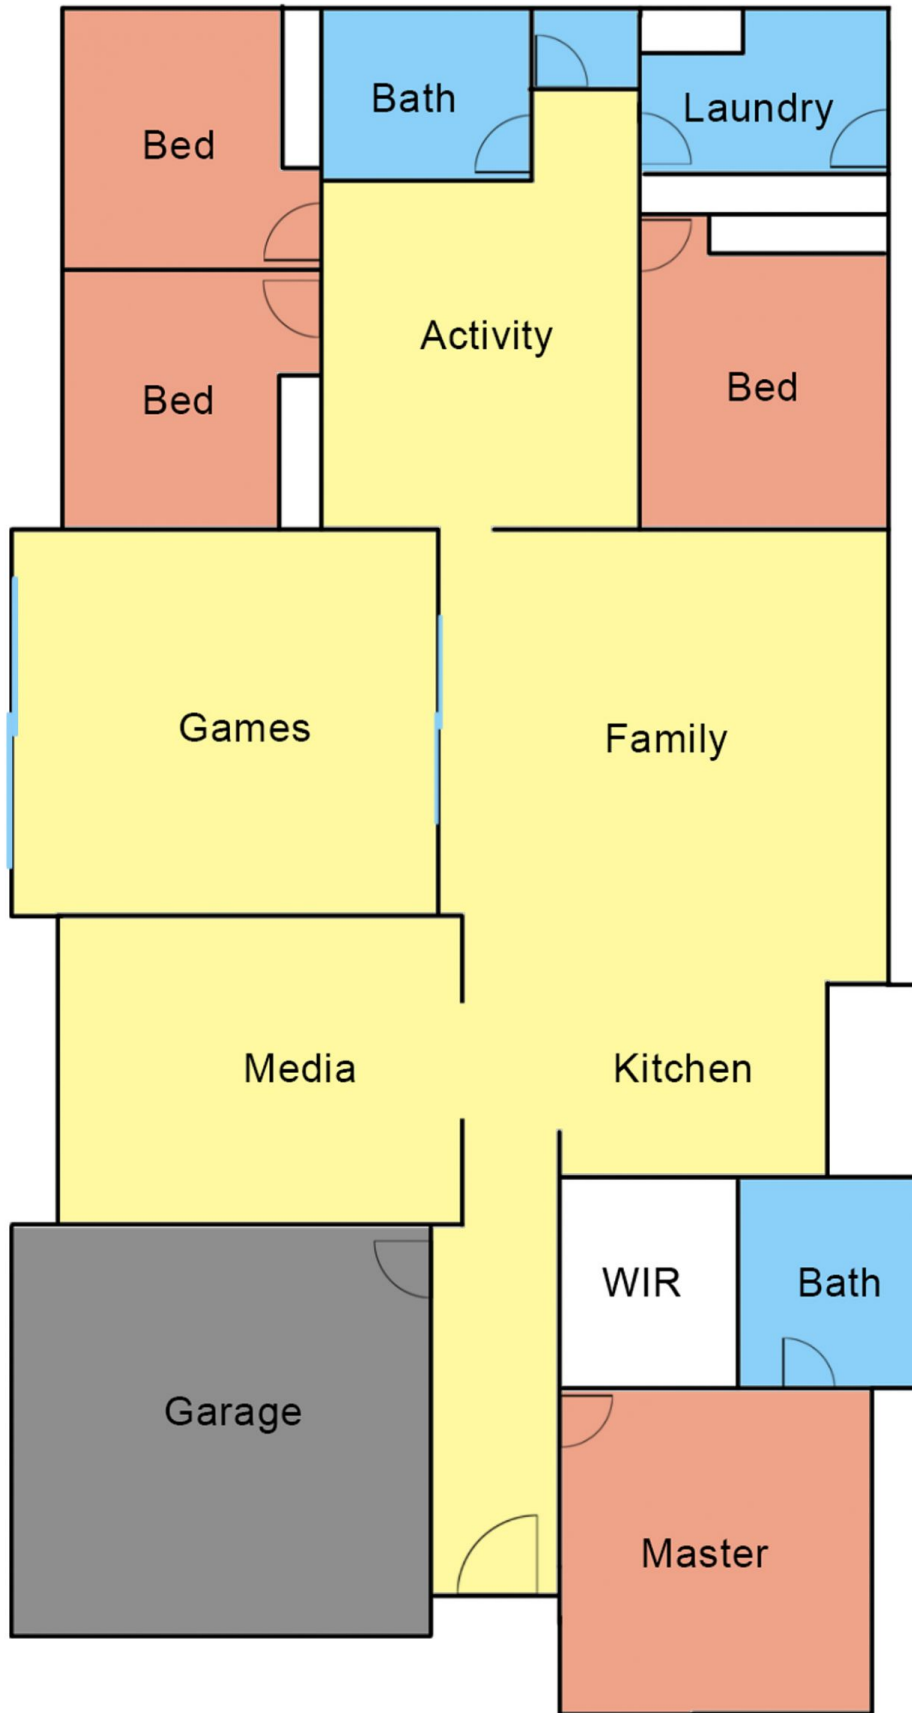 Bath
Laundry
Bed
Activity
Bed
Bed
Games
Family
Media
Kitchen
WIR
Bath
Garage
Master